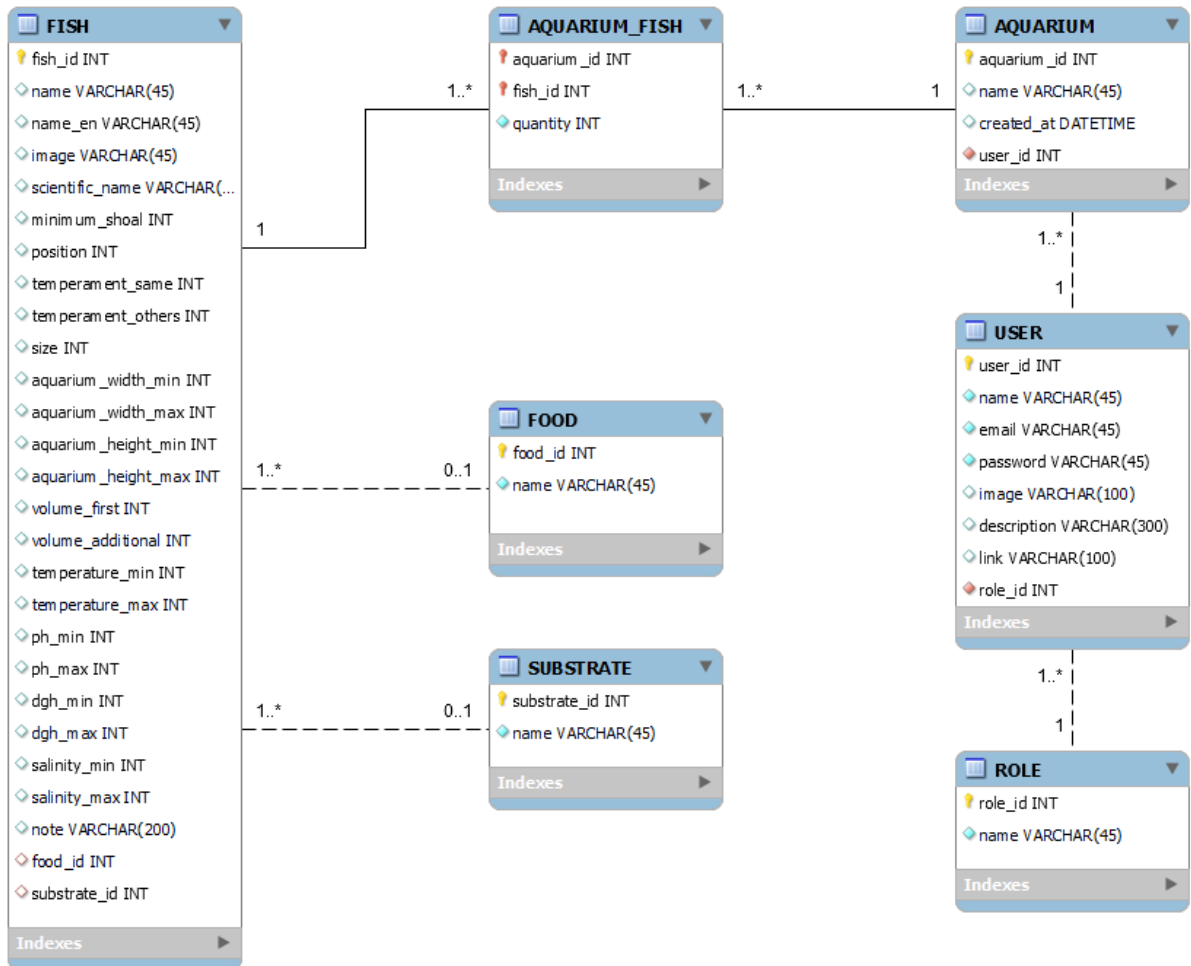 FISH
fish_id INT
name VARCHAR(45)
name_en VARCHAR(45)
image VARCHAR(45)
scientific_name VARCHAR(...
minimum_shoal INT
position INT
temperament_same INT
temperament_others INT
size INT
aquarium_width_min INT
aquarium_width_max INT
aquarium_height_min INT
aquarium_height_max INT
volume_first INT
volume_additional INT
temperature_min INT
temperature_max INT
ph_min INT
ph_max INT
dgh_min INT
dgh_max INT
salinity_min INT
salinity_max INT
note VARCHAR(200)
food_id INT
substrate_id INT
Indexes
1
1..*
AQUARIUM_FISH
aquarium_id INT
fish_id INT
quantity INT
Indexes
1..*
1
AQUARIUM
aquarium_id INT
name VARCHAR(45)
created_at DATETIME
user_id INT
Indexes
1..*
1
USER
user_id INT
name VARCHAR(45)
email VARCHAR(45)
password VARCHAR(45)
image VARCHAR(100)
description VARCHAR(300)
link VARCHAR(100)
role_id INT
Indexes
1..*
1
ROLE
role_id INT
name VARCHAR(45)
Indexes
1..*
0..1
FOOD
food_id INT
name VARCHAR(45)
Indexes
1..*
0..1
SUBSTRATE
substrate_id INT
name VARCHAR(45)
Indexes